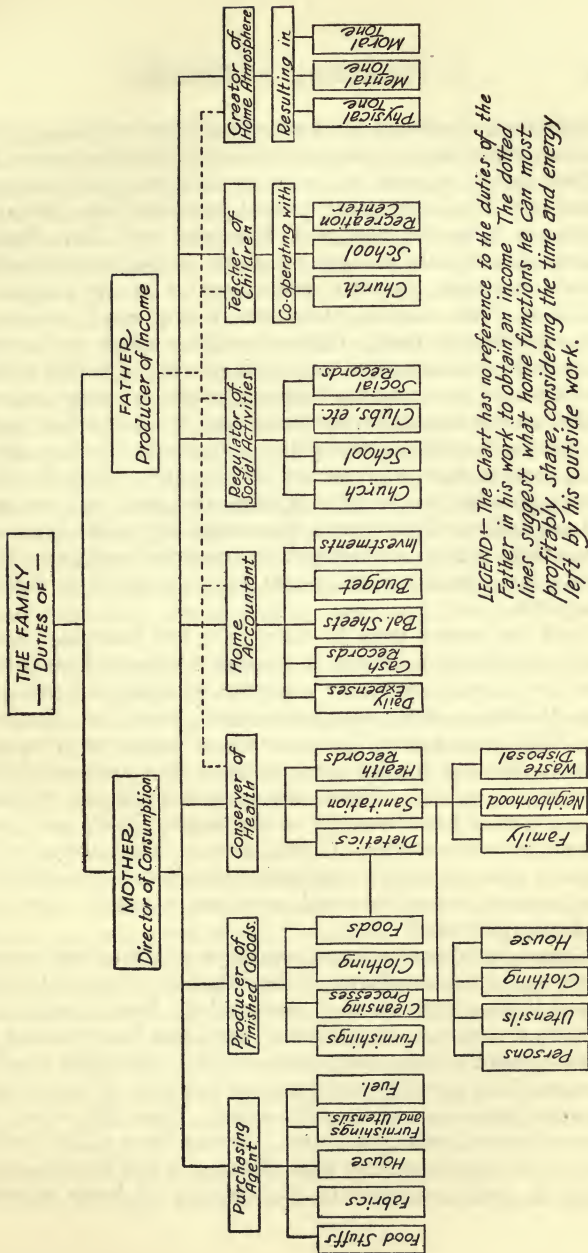 — THE FAMILY —
DUTIES OF —
MOTHER
Director of Consumption
FATHER
Producer of Income
Purchasing
Agent
Producer of
Finished Goods.
Conserver of
Health
Home
Accountant
Regulator of
Social Activities
Teacher of
Children
Creator of
Home Atmosphere
Co-operating with
Resulting in
Food Stuffs
Fabrics
House
Furnishings
and Utensils.
Fuel.
Furnishings
Cleansing
Processes
Clothing
Foods
Dietetics
Sanitation
Health
Records
Daily
Expenses
Cash
Records
Bal. Sheets
Budget
Investments
Church
School
Clubs, etc.
Social
Records.
Church
School
Recreation
Center
Physical
Tone
Mental
Tone
Moral
Tone
Persons
Utensils
Clothing
House
Family
Neighborhood
Waste
Disposal
LEGEND:— The Chart has no reference to the duties of the
Father in his work to obtain an income The dotted
lines suggest what home functions he can most
profitably share, considering the time and energy
left by his outside work.